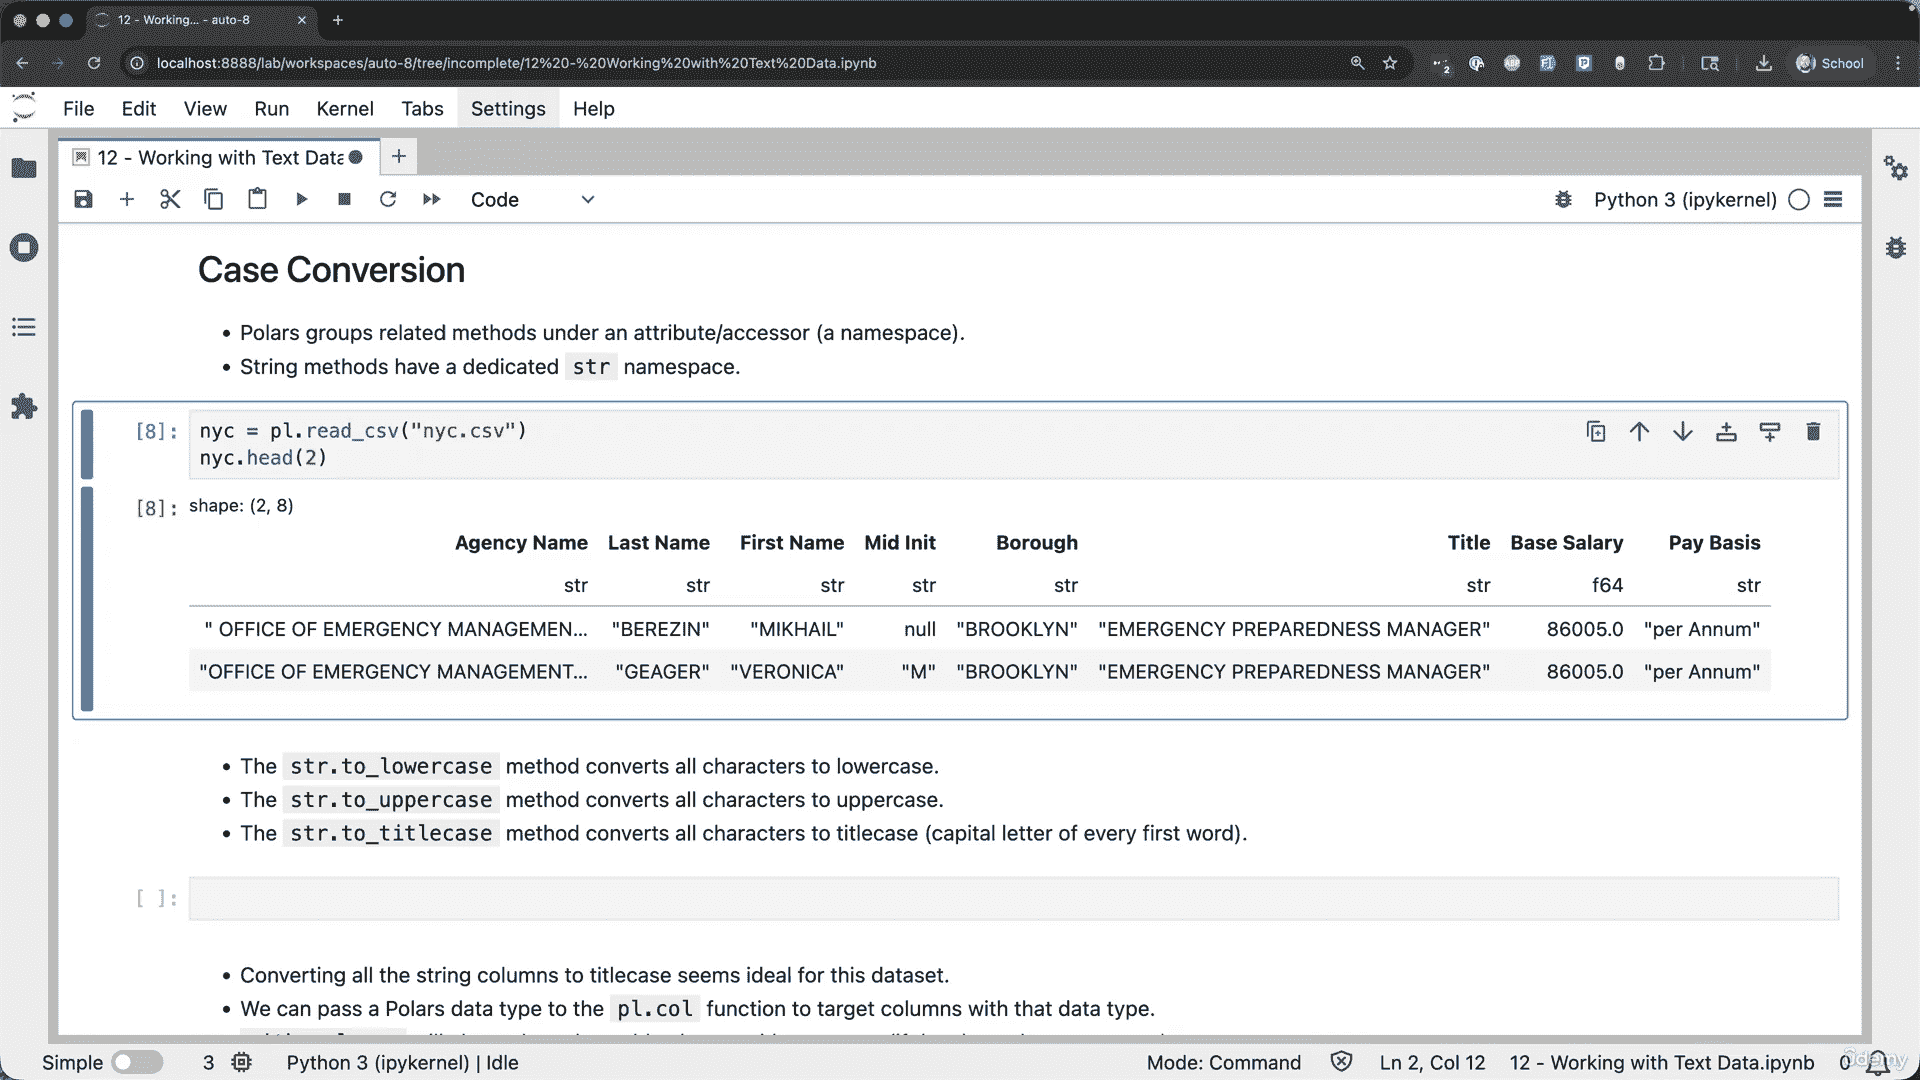 12 - Working... - auto-8
localhost:8888/lab/workspaces/auto-8/tree/incomplete/12%20-%20Working%20with%20Text%20Data.ipynb
2
ABP
School
File Edit View Run Kernel Tabs Settings Help
12 - Working with Text Data
Code
Python 3 (ipykernel)
Case Conversion
• Polars groups related methods under an attribute/accessor (a namespace).
• String methods have a dedicated str namespace.
[8]: nyc = pl.read_csv("nyc.csv")
nyc.head(2)
[8]: shape: (2, 8)
Agency Name Last Name First Name Mid Init Borough Title Base Salary Pay Basis
str str str str str str f64 str
" OFFICE OF EMERGENCY MANAGEMEN... "BEREZIN" "MIKHAIL" null "BROOKLYN" "EMERGENCY PREPAREDNESS MANAGER" 86005.0 "per Annum"
"OFFICE OF EMERGENCY MANAGEMENT... "GEAGER" "VERONICA" "M" "BROOKLYN" "EMERGENCY PREPAREDNESS MANAGER" 86005.0 "per Annum"
• The str.to_lowercase method converts all characters to lowercase.
• The str.to_uppercase method converts all characters to uppercase.
• The str.to_titlecase method converts all characters to titlecase (capital letter of every first word).
[ ]:
• Converting all the string columns to titlecase seems ideal for this dataset.
• We can pass a Polars data type to the pl.col function to target columns with that data type.
Simple 3 Python 3 (ipykernel) | Idle Mode: Command Ln 2, Col 12 12 - Working with Text Data.ipynb 0